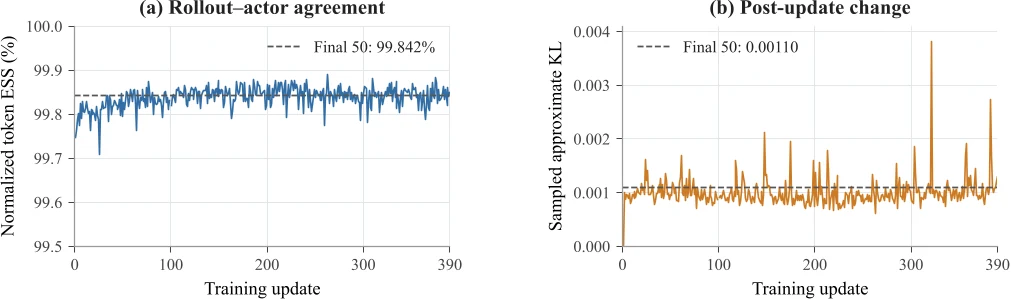 (a) Rollout–actor agreement
Normalized token ESS (%)
100.0
99.9
99.8
99.7
99.6
99.5
Final 50: 99.842%
0 100 200 300 390
Training update
(b) Post-update change
Sampled approximate KL
0.004
0.003
0.002
0.001
0.000
Final 50: 0.00110
0 100 200 300 390
Training update